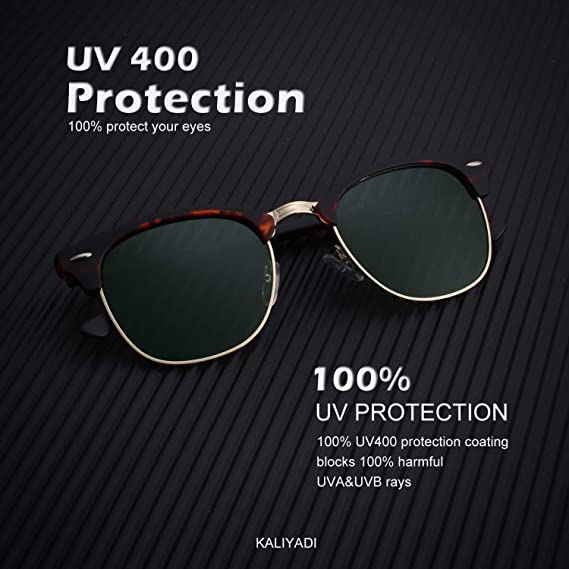 UV 400
Protection
100% protect your eyes
100%
UV PROTECTION
100% UV400 protection coating
blocks 100% harmful
UVA&UVB rays
KALIYADI